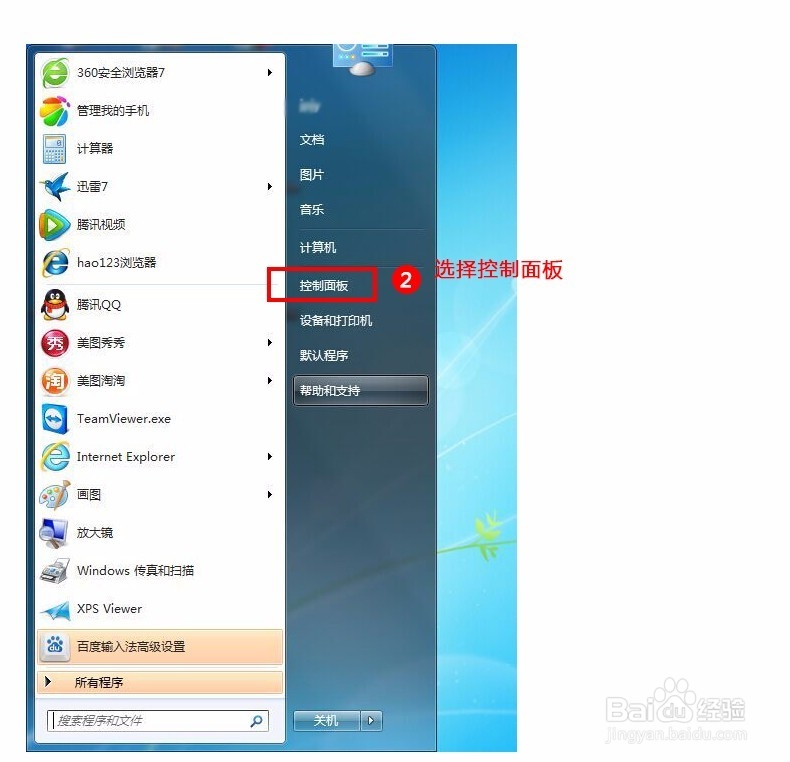 360安全浏览器7
管理我的手机
计算器
迅雷7
腾讯视频
hao123浏览器
腾讯QQ
美图秀秀
美图淘淘
TeamViewer.exe
Internet Explorer
画图
放大镜
Windows 传真和扫描
XPS Viewer
百度输入法高级设置
所有程序
搜索程序和文件
文档
图片
音乐
计算机
控制面板
2
选择控制面板
设备和打印机
默认程序
帮助和支持
关机
Baidu经验
jingyan.baidu.com